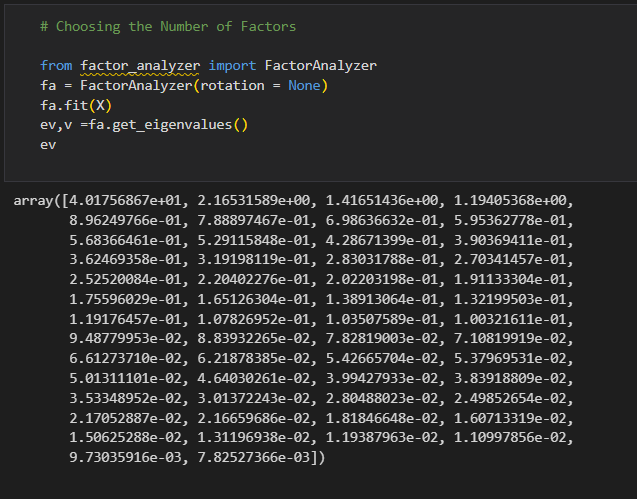 # Choosing the Number of Factors
from factor_analyzer import FactorAnalyzer
fa = FactorAnalyzer(rotation = None)
fa.fit(X)
ev,v =fa.get_eigenvalues()
ev
array([4.01756867e+01, 2.16531589e+00, 1.41651436e+00, 1.19405368e+00,
8.96249766e-01, 7.88897467e-01, 6.98636632e-01, 5.95362778e-01,
5.68366461e-01, 5.29115848e-01, 4.28671399e-01, 3.90369411e-01,
3.62469358e-01, 3.19198119e-01, 2.83031788e-01, 2.70341457e-01,
2.52520084e-01, 2.20402276e-01, 2.02203198e-01, 1.91133304e-01,
1.75596029e-01, 1.65126304e-01, 1.38913064e-01, 1.32199503e-01,
1.19176457e-01, 1.07826952e-01, 1.03507589e-01, 1.00321611e-01,
9.48779953e-02, 8.83932265e-02, 7.82819003e-02, 7.10819919e-02,
6.61273710e-02, 6.21878385e-02, 5.42665704e-02, 5.37969531e-02,
5.01311101e-02, 4.64030261e-02, 3.99427933e-02, 3.83918809e-02,
3.53348952e-02, 3.01372243e-02, 2.80488023e-02, 2.49852654e-02,
2.17052887e-02, 2.16659686e-02, 1.81846648e-02, 1.60713319e-02,
1.50625288e-02, 1.31196938e-02, 1.19387963e-02, 1.10997856e-02,
9.73035916e-03, 7.82527366e-03])